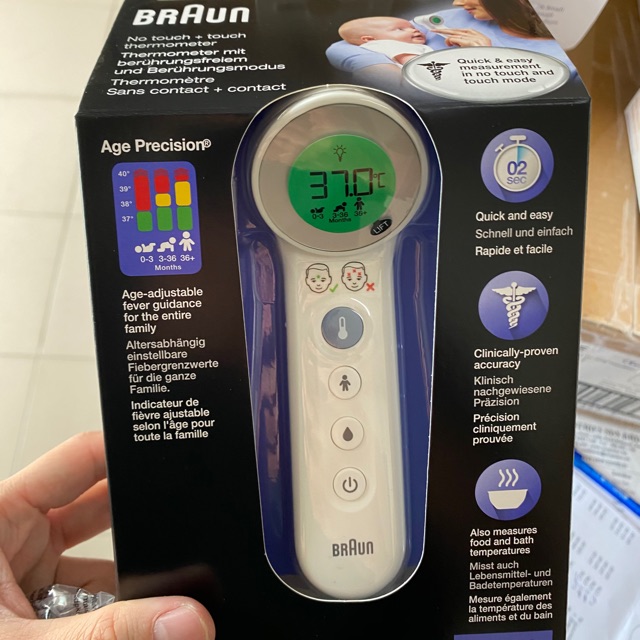 BRAUN
No touch + touch
thermometer
Thermometer mit
berührungsfreiem
und Berührungsmodus
Thermomètre
Sans contact + contact
Quick & easy
measurement
in no touch and
touch mode
Age Precision®
40°
39°
38°
37°
0-3 3-36 36+
Months
Age-adjustable
fever guidance
for the entire
family
Altersabhängig
einstellbare
Fiebergrenzwerte
für die ganze
Familie.
Indicateur de
fièvre ajustable
selon l'âge pour
toute la famille
37.0°C
0-3 3-36 36+
Months
LIFT
BRAUN
02
sec
Quick and easy
Schnell und einfach
Rapide et facile
Clinically-proven
accuracy
Klinisch
nachgewiesene
Präzision
Précision
cliniquement
prouvée
Also measures
food and bath
temperatures
Misst auch
Lebensmittel- und
Badetemperaturen
Mesure également
la température des
aliments et du bain